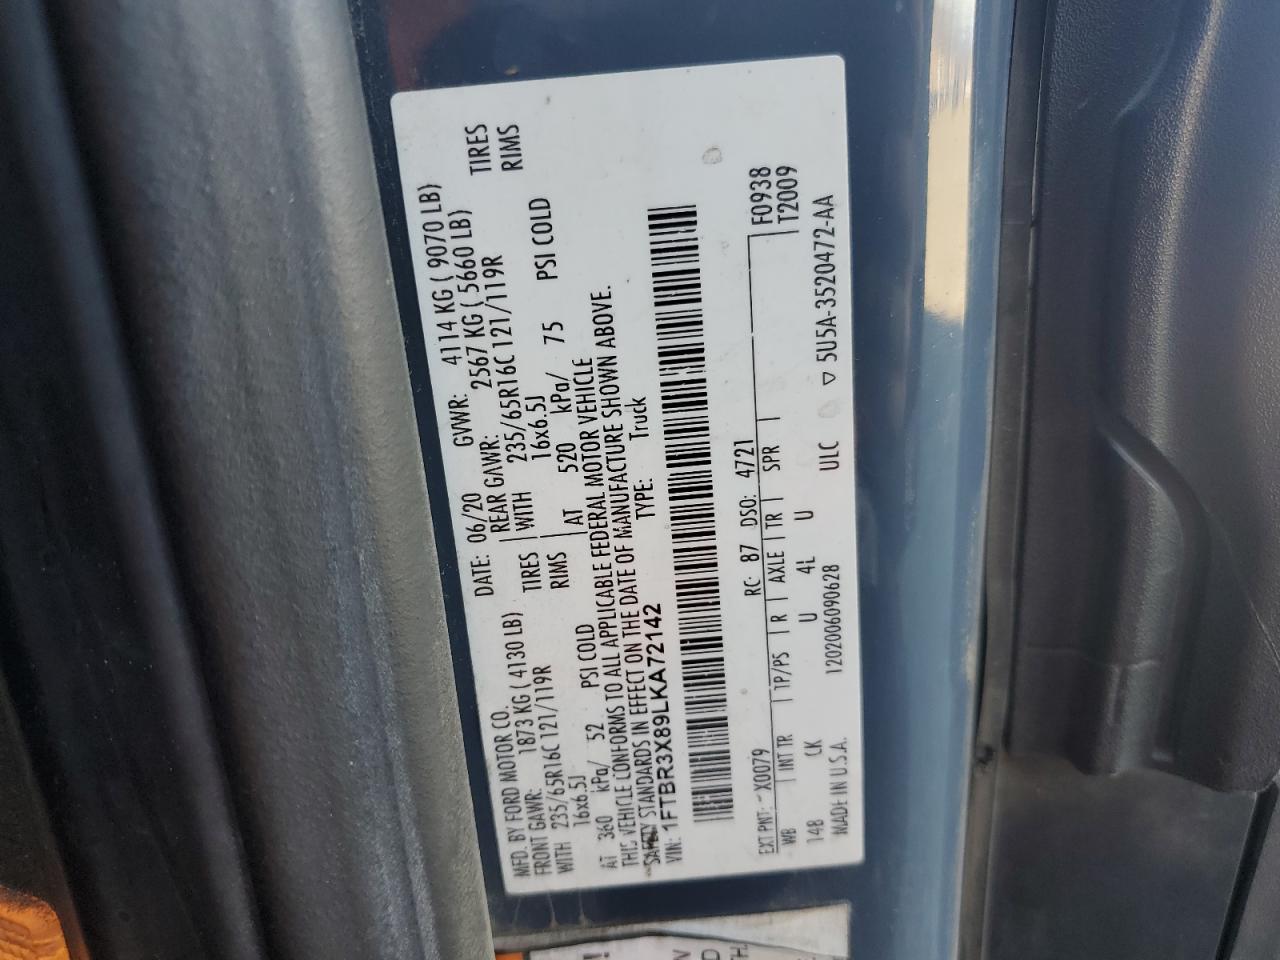 MFD. BY FORD MOTOR CO.
DATE: 06/20 GVWR: 4114 KG ( 9070 LB)
FRONT GAWR: 1873 KG ( 4130 LB) REAR GAWR: 2567 KG ( 5660 LB)
WITH 235/65R16C 121/119R TIRES WITH 235/65R16C 121/119R TIRES
16x6.5J RIMS 16x6.5J RIMS
AT 360 kPa/ 52 PSI COLD AT 520 kPa/ 75 PSI COLD
THIS VEHICLE CONFORMS TO ALL APPLICABLE FEDERAL MOTOR VEHICLE
SAFETY STANDARDS IN EFFECT ON THE DATE OF MANUFACTURE SHOWN ABOVE.
VIN: 1FTBR3X89LKA72142 TYPE: Truck
EXT PNT: X0079 RC: 87 DSO: 4721 F0938
WB INT TR TP/PS R AXLE TR SPR T2009
148 CK U 4L U
MADE IN U.S.A. 1202006090628 ULC ▽ 5U5A-3520472-AA